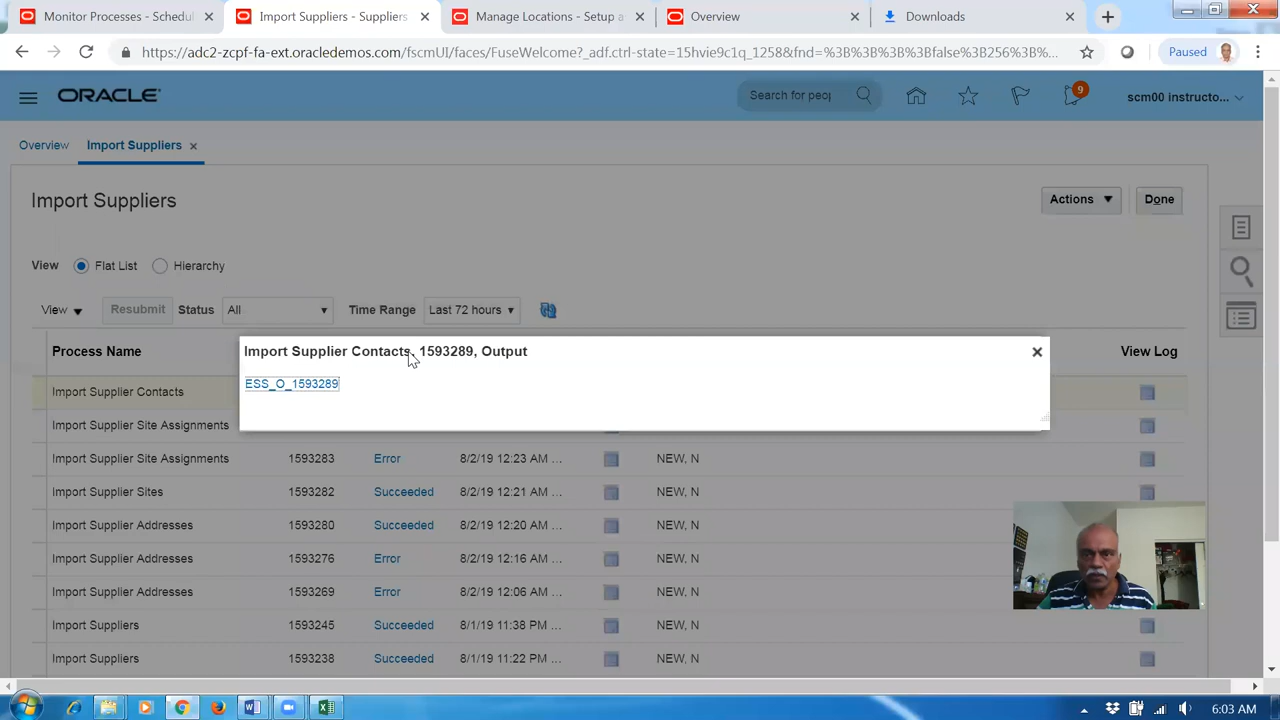 Monitor Processes - Schedul
Import Suppliers - Suppliers
Manage Locations - Setup a
Overview
Downloads
https://adc2-zcpf-fa-ext.oracledemos.com/fscmUI/faces/FuseWelcome?_adf.ctrl-state=15hvie9c1q_1258&fnd=%3B%3B%3B%3Bfalse%3B256%3B%...
Paused
ORACLE
Search for peop
9
scm00 instructo...
Overview
Import Suppliers
Import Suppliers
Actions
Done
View
Flat List
Hierarchy
View
Resubmit
Status
All
Time Range
Last 72 hours
Process Name
View Log
Import Supplier Contacts, 1593289, Output
ESS_O_1593289
Import Supplier Contacts
Import Supplier Site Assignments
Import Supplier Site Assignments 1593283 Error 8/2/19 12:23 AM ... NEW, N
Import Supplier Sites 1593282 Succeeded 8/2/19 12:21 AM ... NEW, N
Import Supplier Addresses 1593280 Succeeded 8/2/19 12:20 AM ... NEW, N
Import Supplier Addresses 1593276 Error 8/2/19 12:16 AM ... NEW, N
Import Supplier Addresses 1593269 Error 8/2/19 12:06 AM ... NEW, N
Import Suppliers 1593245 Succeeded 8/1/19 11:38 PM ... NEW, N
Import Suppliers 1593238 Succeeded 8/1/19 11:22 PM ... NEW, N
6:03 AM